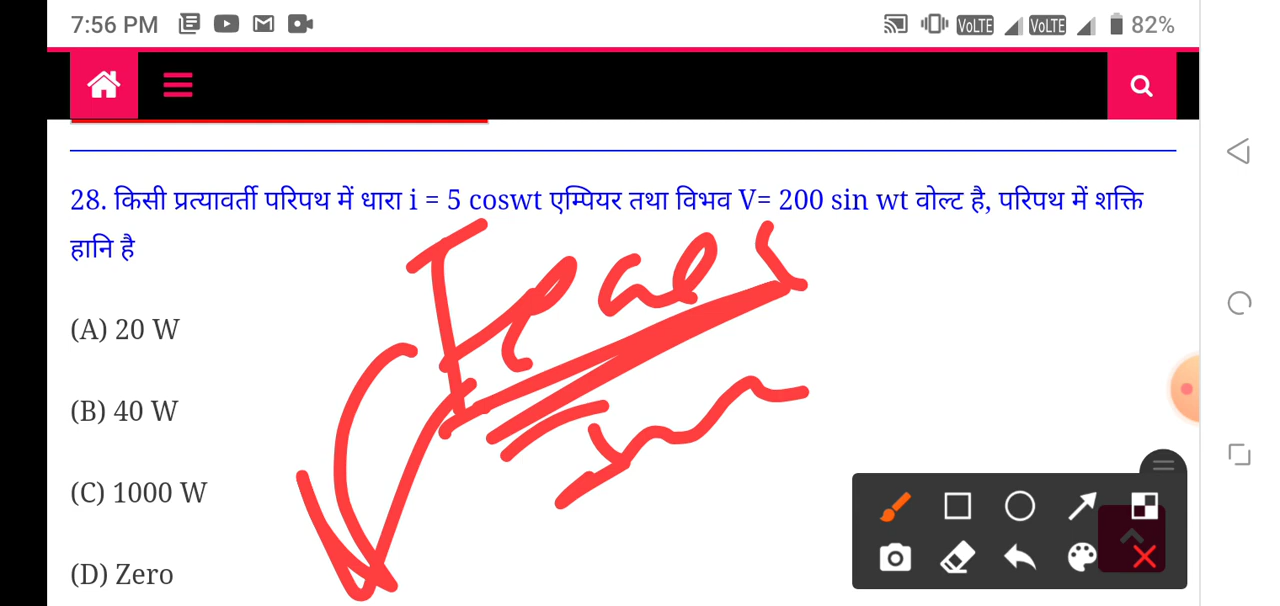 7:56 PM VoLTE VoLTE 82%
28. किसी प्रत्यावर्ती परिपथ में धारा i = 5 coswt एम्पियर तथा विभव V= 200 sin wt वोल्ट है, परिपथ में शक्ति
हानि है
(A) 20 W
(B) 40 W
(C) 1000 W
(D) Zero